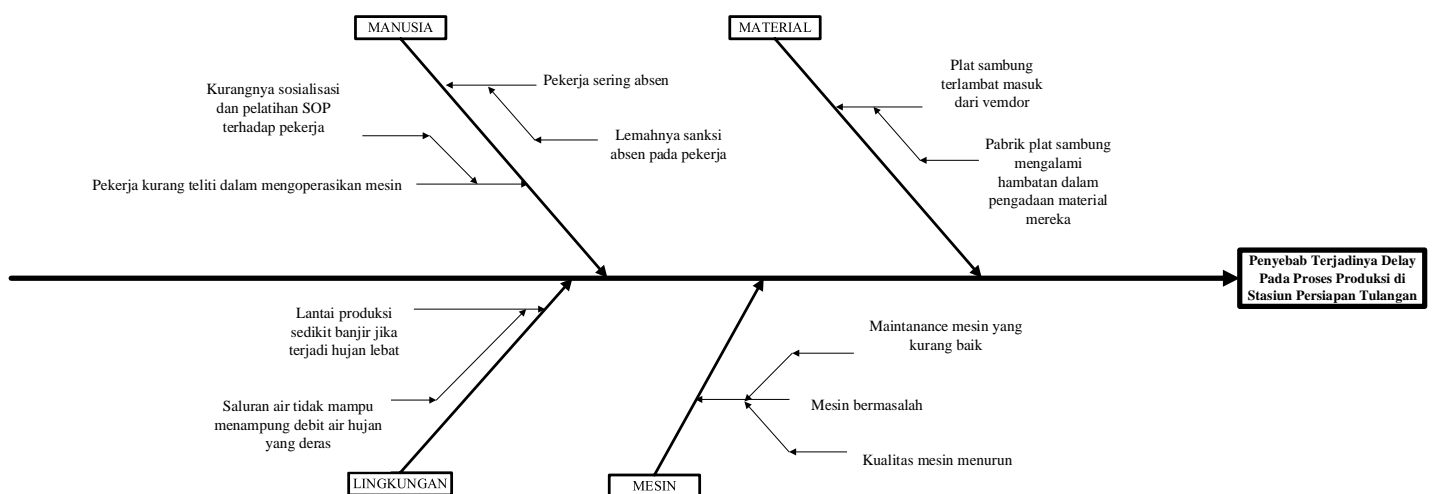 MANUSIA
MATERIAL
Kurangnya sosialisasi
dan pelatihan SOP
terhadap pekerja
Pekerja sering absen
Lemahnya sanksi
absen pada pekerja
Pekerja kurang teliti dalam mengoperasikan mesin
Plat sambung
terlambat masuk
dari vemdor
Pabrik plat sambung
mengalami
hambatan dalam
pengadaan material
mereka
Penyebab Terjadinya Delay
Pada Proses Produksi di
Stasiun Persiapan Tulangan
Lantai produksi
sedikit banjir jika
terjadi hujan lebat
Saluran air tidak mampu
menampung debit air hujan
yang deras
Maintanance mesin yang
kurang baik
Mesin bermasalah
Kualitas mesin menurun
LINGKUNGAN
MESIN